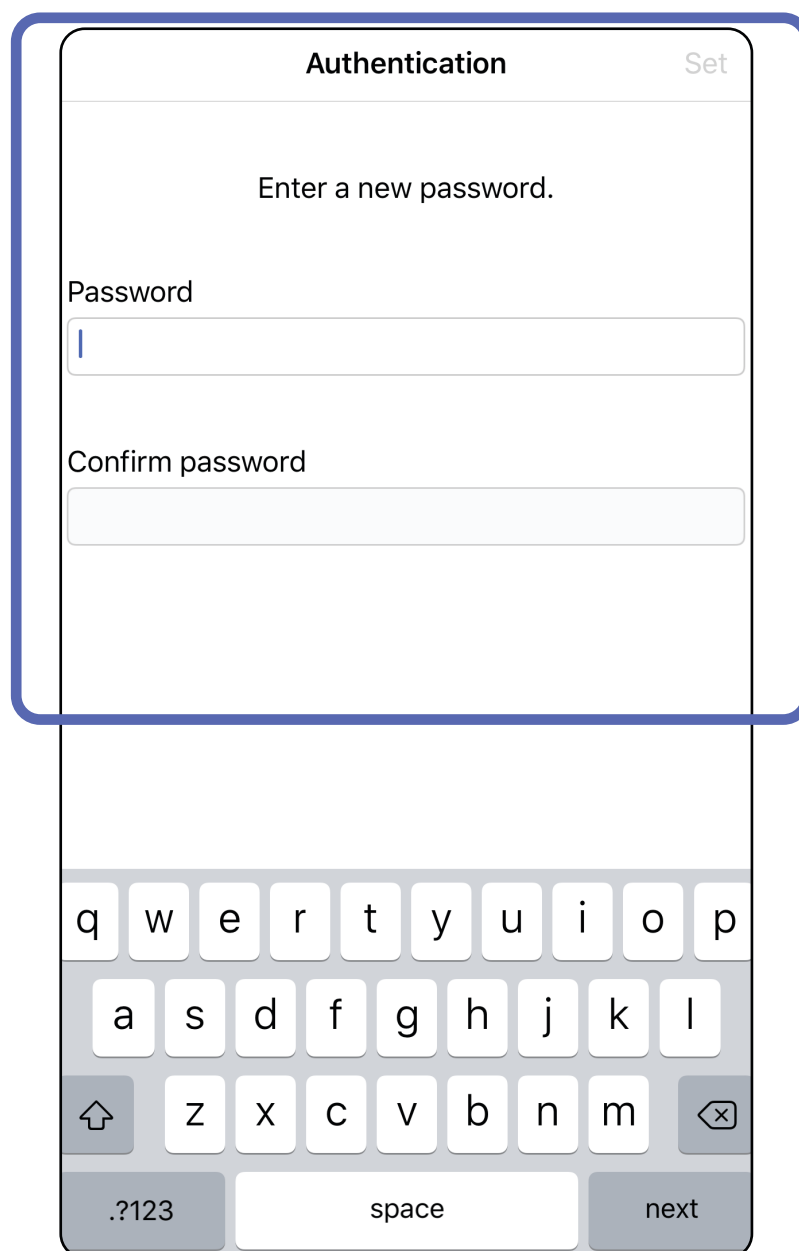 Authentication Set
Enter a new password.
Password
Confirm password
q w e r t y u i o p
a s d f g h j k l
z x c v b n m
.?123 space next